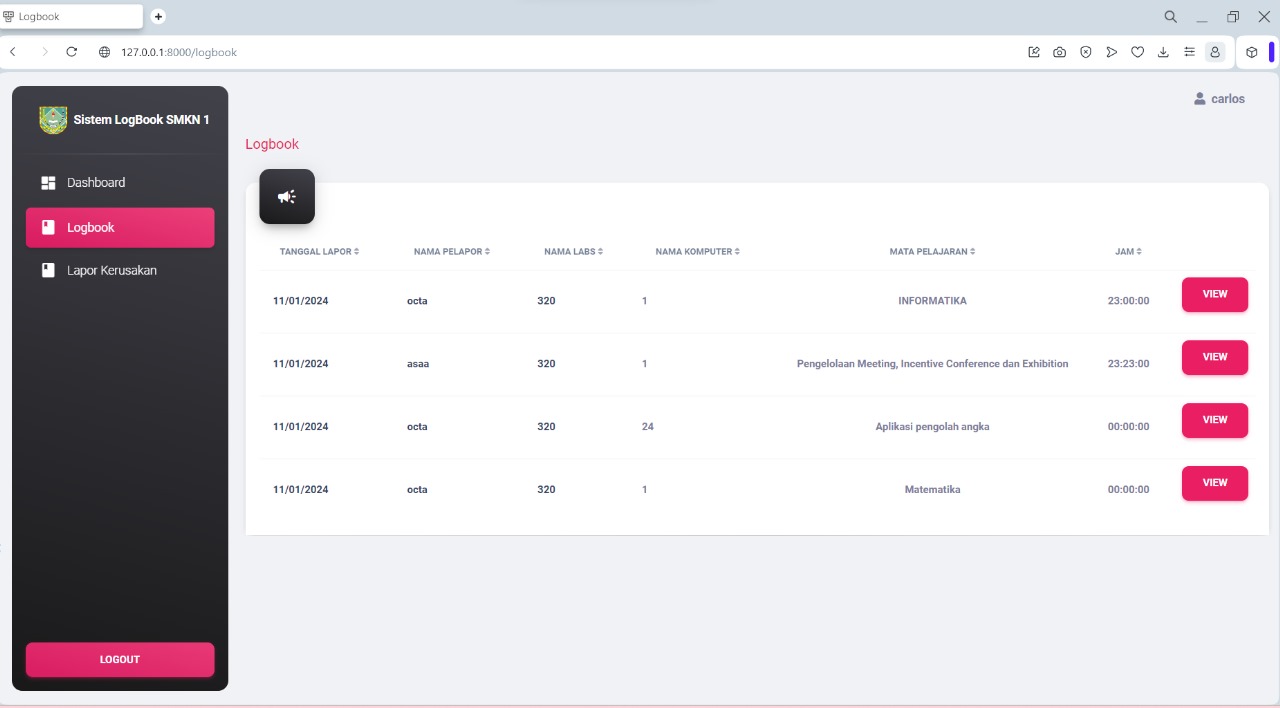 Logbook
127.0.0.1:8000/logbook
Sistem LogBook SMKN 1
carlos
Dashboard
Logbook
Lapor Kerusakan
LOGOUT
Logbook
TANGGAL LAPOR NAMA PELAPOR NAMA LABS NAMA KOMPUTER MATA PELAJARAN JAM
11/01/2024 octa 320 1 INFORMATIKA 23:00:00 VIEW
11/01/2024 asaa 320 1 Pengelolaan Meeting, Incentive Conference dan Exhibition 23:23:00 VIEW
11/01/2024 octa 320 24 Aplikasi pengolah angka 00:00:00 VIEW
11/01/2024 octa 320 1 Matematika 00:00:00 VIEW